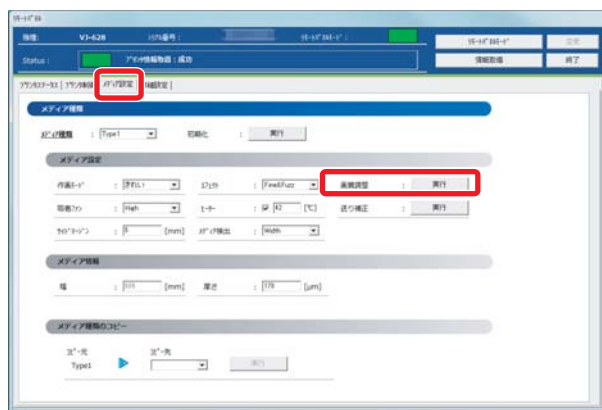 ﾘﾓｰﾄﾊﾟﾈﾙ
機種: VJ-628 ｼﾘｱﾙ番号: ﾘﾓｰﾄﾊﾟﾈﾙﾓｰﾄﾞ: ﾘﾓｰﾄﾊﾟﾈﾙﾓｰﾄﾞ 設定
Status: ﾌﾟﾘﾝﾀ情報取得:成功 情報取得 終了
ﾌﾟﾘﾝﾀｽﾃｰﾀｽ ﾌﾟﾘﾝﾀ制御 ﾒﾃﾞｨｱ設定 詳細設定
メディア種類
ﾒﾃﾞｨｱ種類 : Type1 初期化 : 実行
メディア設定
作画ﾓｰﾄﾞ : きれい ｴﾌｪｸﾄ : Fine&Fuzz 画質調整 : 実行
吸着ﾌｧﾝ : High ﾋｰﾀｰ : 42 [℃] 送り補正 : 実行
ｻｲﾄﾞﾏｰｼﾞﾝ : 5 [mm] ﾒﾃﾞｨｱ検出 : Width
メディア情報
幅 : [mm] 厚さ : 178 [μm]
メディア種類のコピー
ｺﾋﾟｰ元 ｺﾋﾟｰ先
Type1 実行